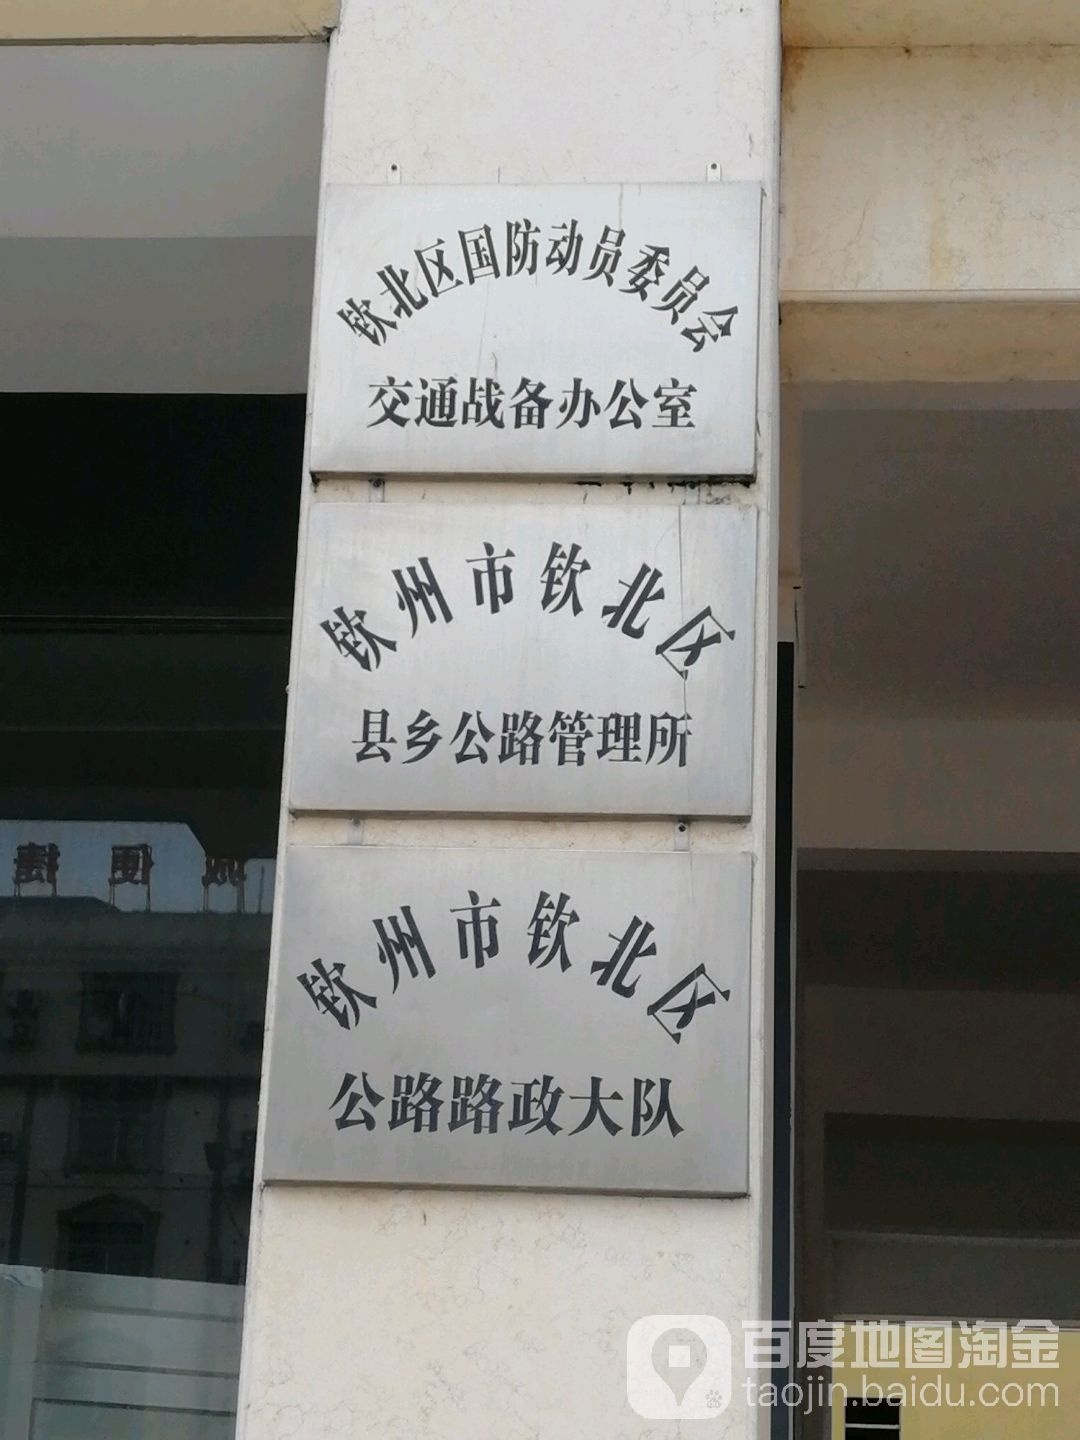 钦北区国防动员委员会
交通战备办公室
钦州市钦北区
县乡公路管理所
钦州市钦北区
公路路政大队
便捷
百度地图淘金
taojin.baidu.com